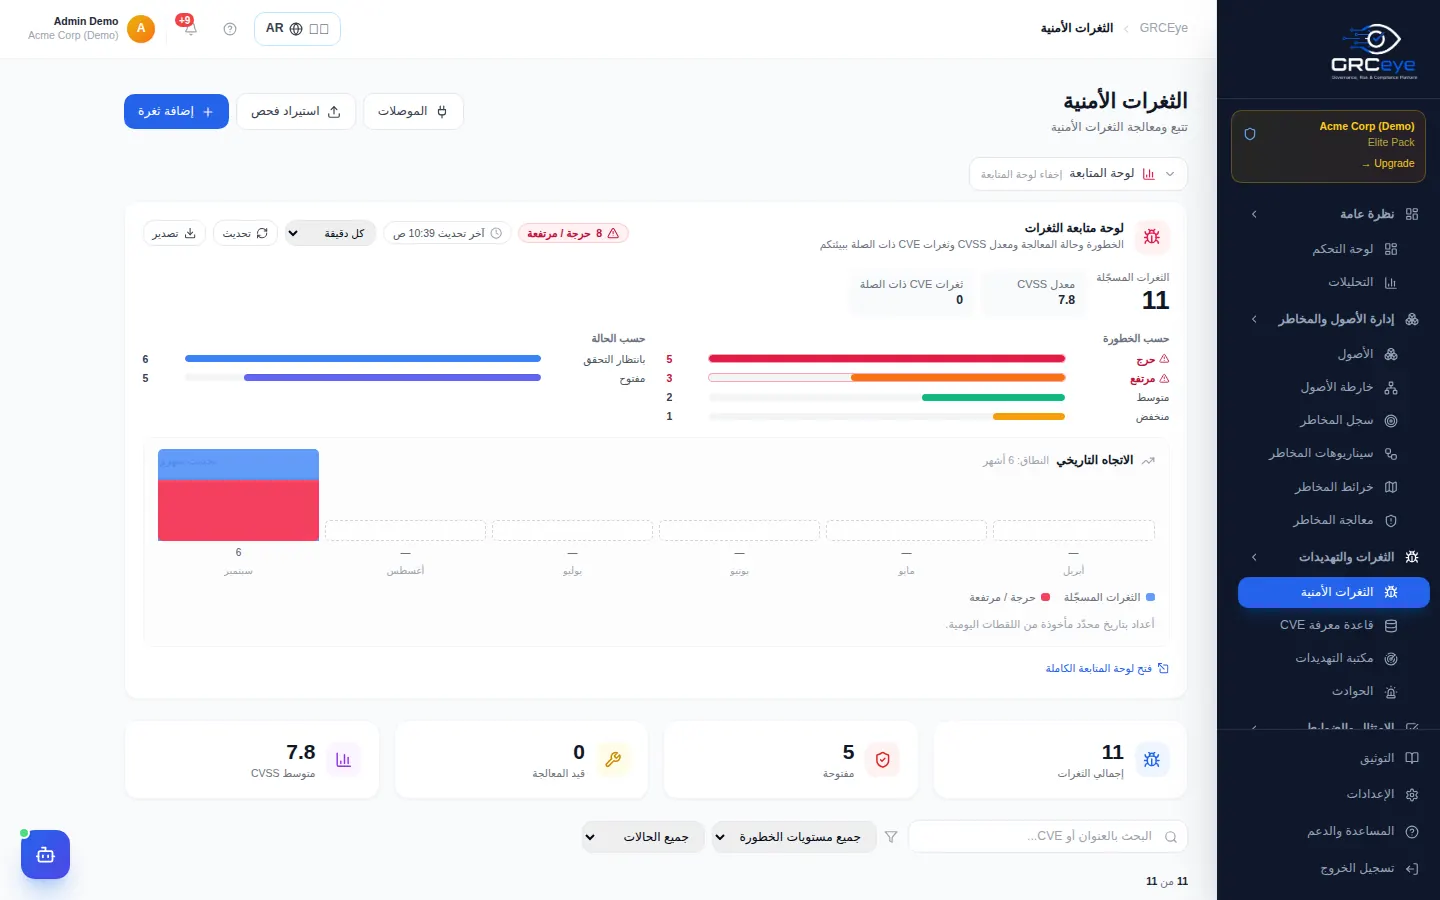 GRCeye
Governance, Risk & Compliance Platform
Acme Corp (Demo)
Elite Pack
Upgrade →
نظرة عامة
لوحة التحكم
التحليلات
إدارة الأصول والمخاطر
الأصول
خارطة الأصول
سجل المخاطر
سيناريوهات المخاطر
خرائط المخاطر
معالجة المخاطر
الثغرات والتهديدات
الثغرات الأمنية
قاعدة معرفة CVE
مكتبة التهديدات
الحوادث
الامتثال والضوابط
التوثيق
الإعدادات
المساعدة والدعم
تسجيل الخروج
GRCEye
الثغرات الأمنية
AR
9+
A
Admin Demo
Acme Corp (Demo)
الثغرات الأمنية
تتبع ومعالجة الثغرات الأمنية
الموصلات
استيراد فحص
إضافة ثغرة
لوحة المتابعة إخفاء لوحة المتابعة
لوحة متابعة الثغرات
الخطورة وحالة المعالجة ومعدل CVSS وثغرات CVE ذات الصلة ببيئتكم
8 حرجة / مرتفعة
آخر تحديث 10:39 ص
كل دقيقة
تحديث
تصدير
الثغرات المسجّلة
11
معدل CVSS
7.8
ثغرات CVE ذات الصلة
0
حسب الخطورة
حرج 5
مرتفع 3
متوسط 2
منخفض 1
حسب الحالة
بانتظار التحقق 6
مفتوح 5
الاتجاه التاريخي النطاق: 6 أشهر
— — — — — 6
أبريل مايو يونيو يوليو أغسطس سبتمبر
الثغرات المسجّلة حرجة / مرتفعة
أعداد بتاريخ محدّد مأخوذة من اللقطات اليومية.
فتح لوحة المتابعة الكاملة
11
إجمالي الثغرات
5
مفتوحة
0
قيد المعالجة
7.8
متوسط CVSS
البحث بالعنوان أو CVE...
جميع مستويات الخطورة
جميع الحالات
11 من 11